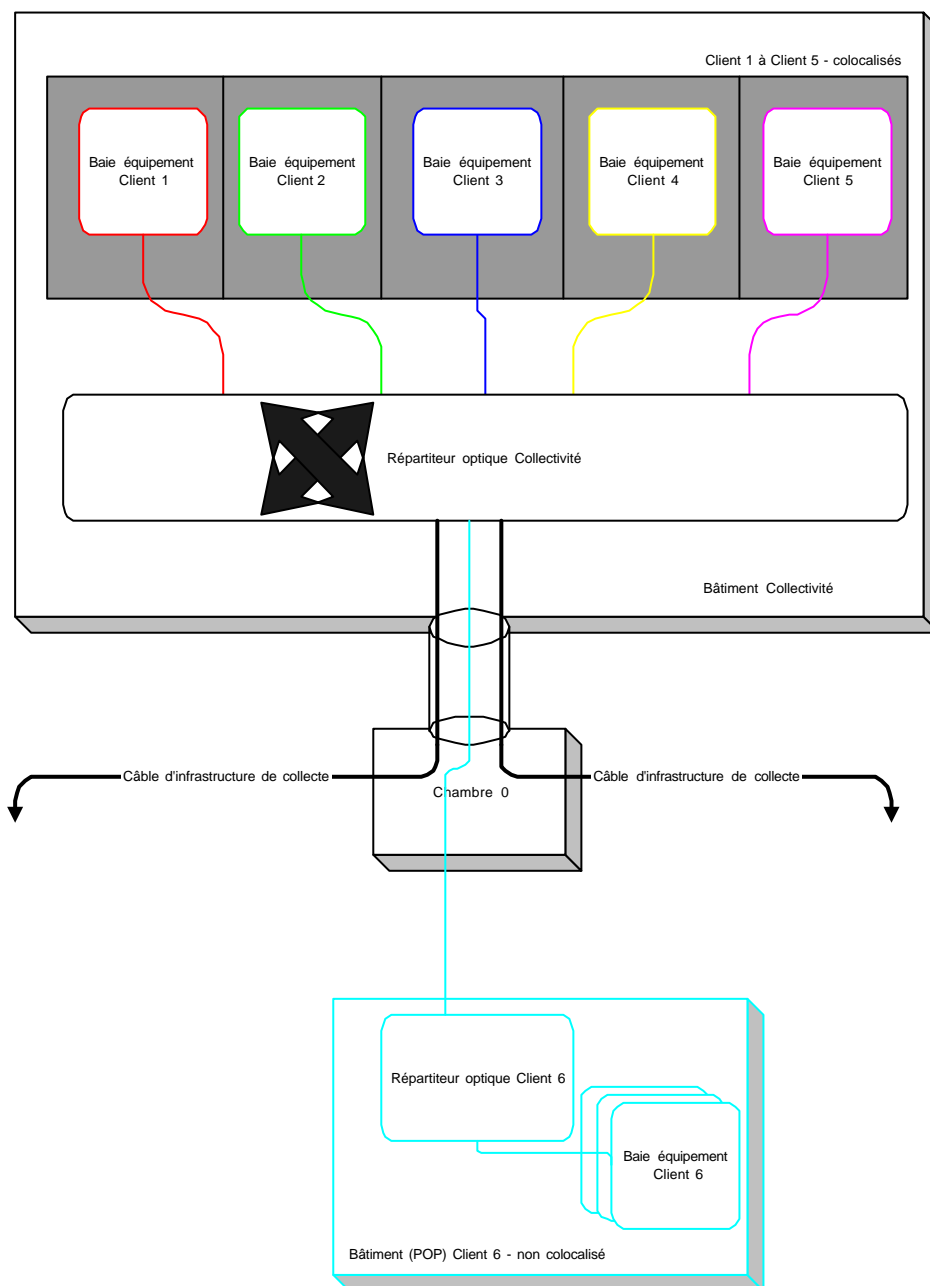 Client 1 à Client 5 - colocalisés
Baie équipement
Client 1
Baie équipement
Client 2
Baie équipement
Client 3
Baie équipement
Client 4
Baie équipement
Client 5
Répartiteur optique Collectivité
Bâtiment Collectivité
Câble d'infrastructure de collecte
Câble d'infrastructure de collecte
Chambre 0
Répartiteur optique Client 6
Baie équipement
Client 6
Bâtiment (POP) Client 6 - non colocalisé